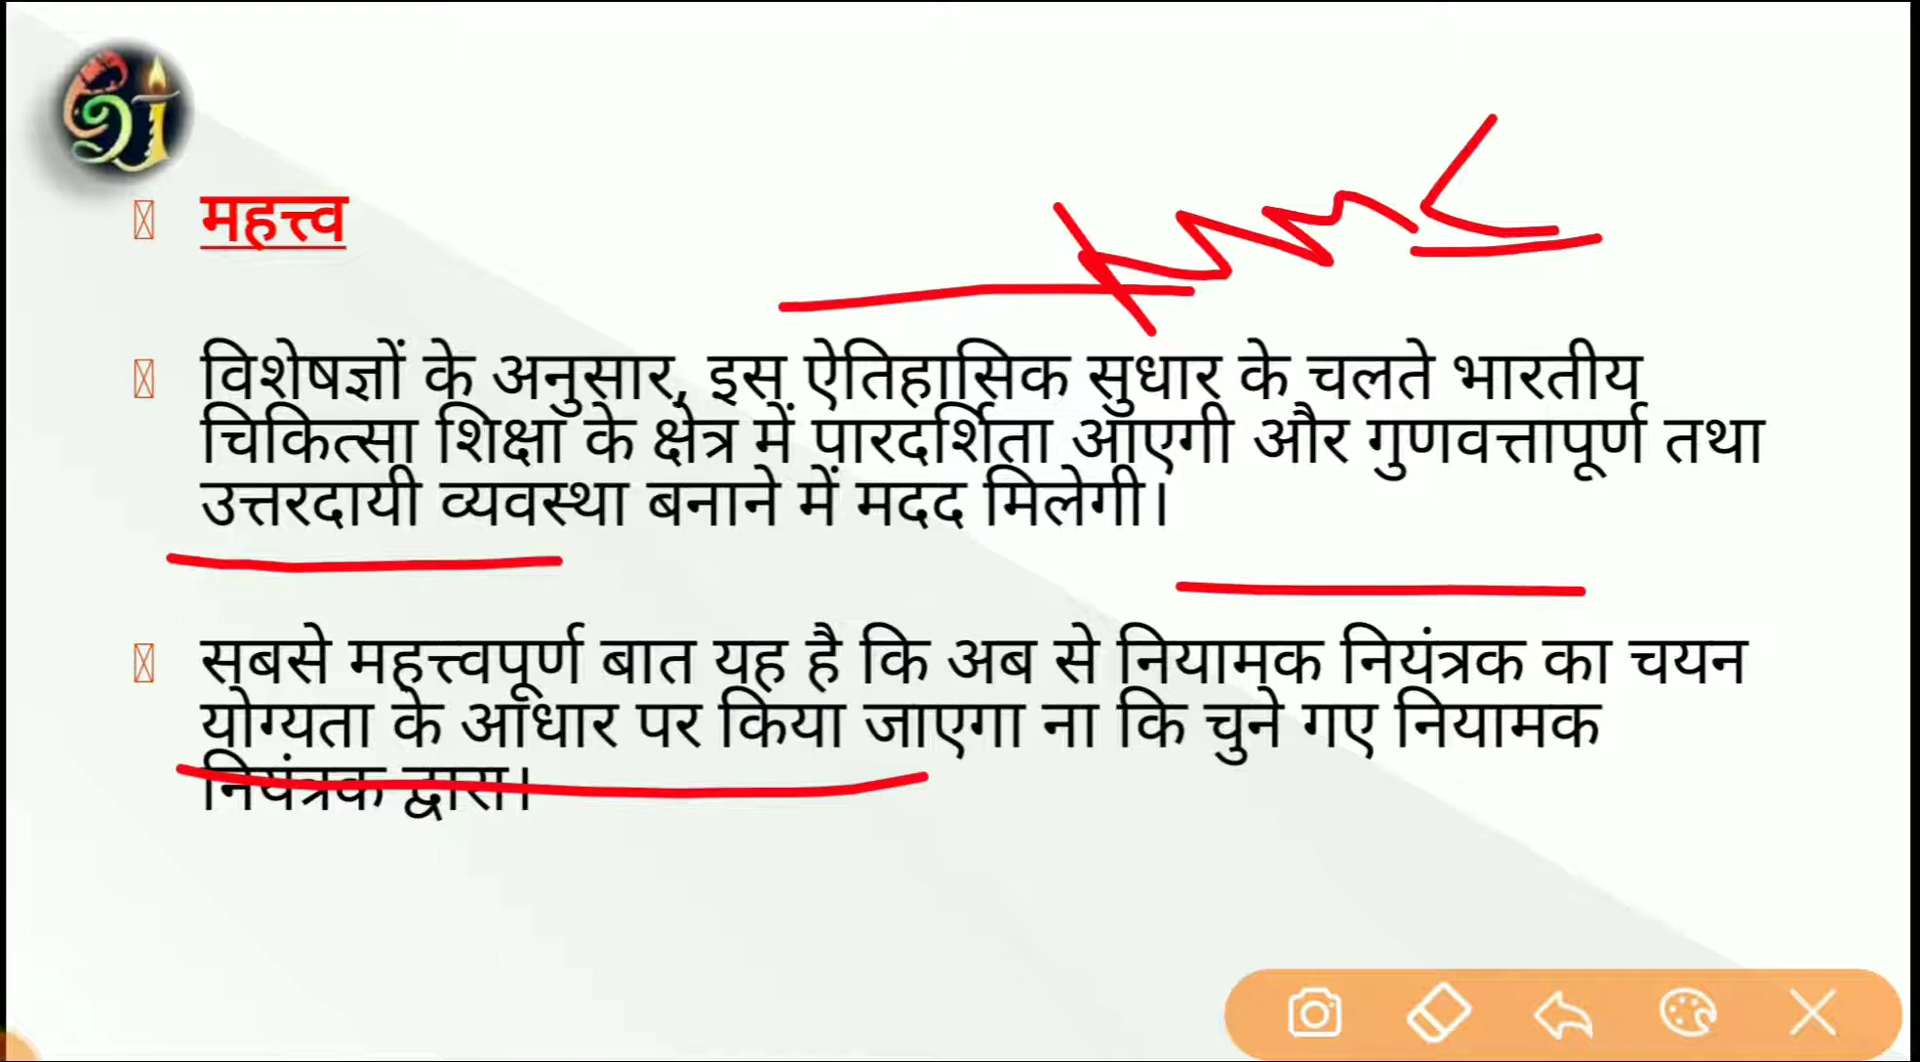 महत्त्व
विशेषज्ञों के अनुसार, इस ऐतिहासिक सुधार के चलते भारतीय
चिकित्सा शिक्षा के क्षेत्र में पारदर्शिता आएगी और गुणवत्तापूर्ण तथा
उत्तरदायी व्यवस्था बनाने में मदद मिलेगी।
सबसे महत्त्वपूर्ण बात यह है कि अब से नियामक नियंत्रक का चयन
योग्यता के आधार पर किया जाएगा ना कि चुने गए नियामक
नियंत्रक द्वारा।